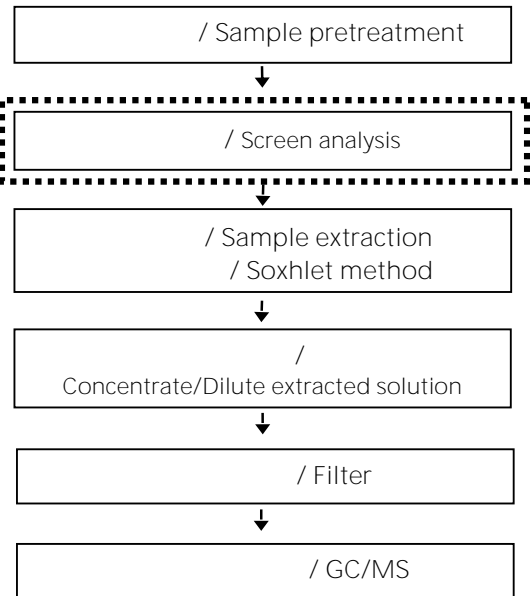 / Sample pretreatment
/ Screen analysis
/ Sample extraction
/ Soxhlet method
/
Concentrate/Dilute extracted solution
/ Filter
/ GC/MS